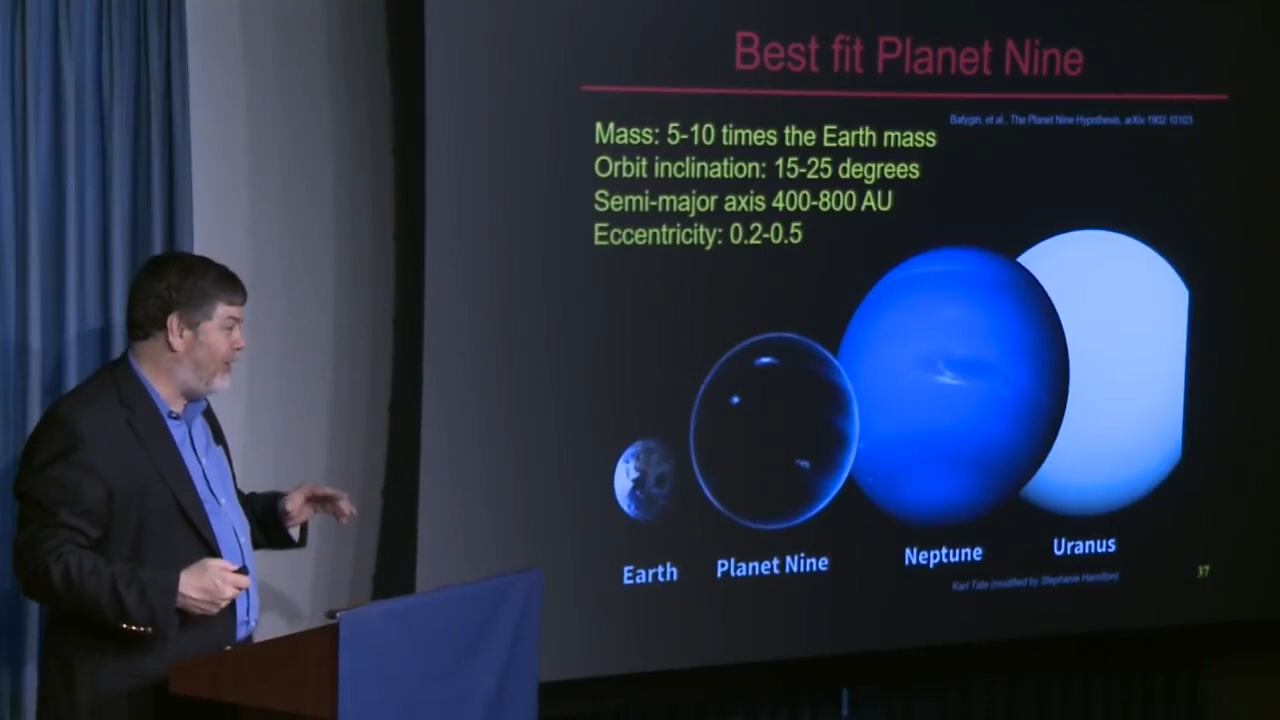 Best fit Planet Nine
Batygin, et al., The Planet Nine Hypothesis, arXiv:1902.10103
Mass: 5-10 times the Earth mass
Orbit inclination: 15-25 degrees
Semi-major axis 400-800 AU
Eccentricity: 0.2-0.5
Earth
Planet Nine
Neptune
Uranus
Karl Tate (modified by Stephanie Hamilton)
37